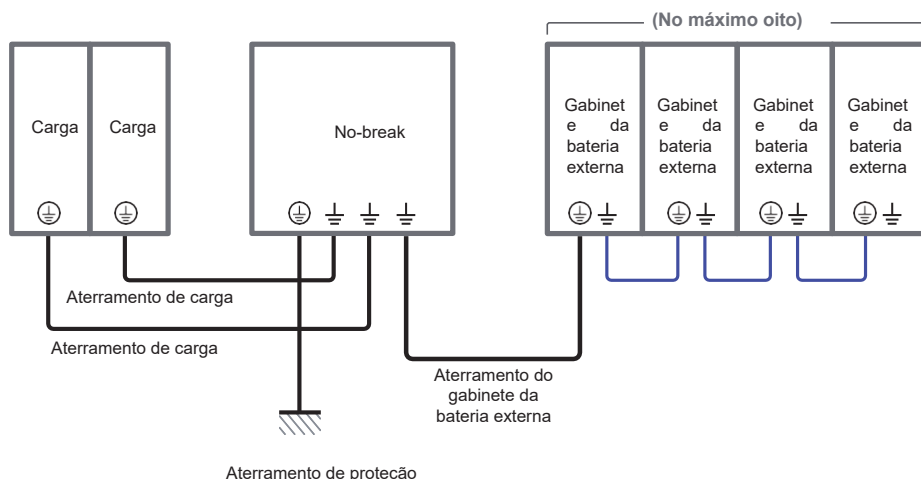 (No máximo oito)
Carga
Carga
No-break
Gabinet
e da
bateria
externa
Gabinet
e da
bateria
externa
Gabinet
e da
bateria
externa
Gabinet
e da
bateria
externa
Aterramento de carga
Aterramento de carga
Aterramento do
gabinete da
bateria externa
Aterramento de proteção